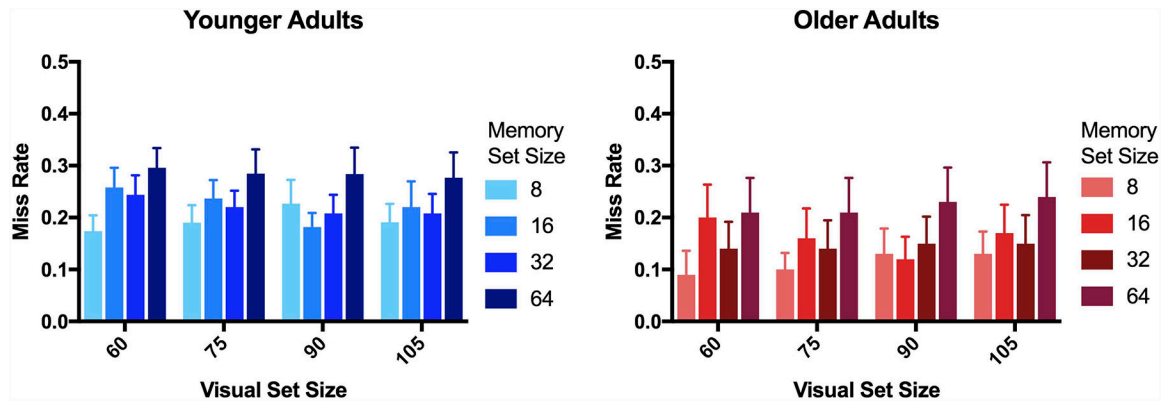 Younger Adults
0.5
0.4
0.3
0.2
0.1
0.0
Miss Rate
60
75
90
105
Visual Set Size
Memory
Set Size
8
16
32
64
Older Adults
0.5
0.4
0.3
0.2
0.1
0.0
Miss Rate
60
75
90
105
Visual Set Size
Memory
Set Size
8
16
32
64